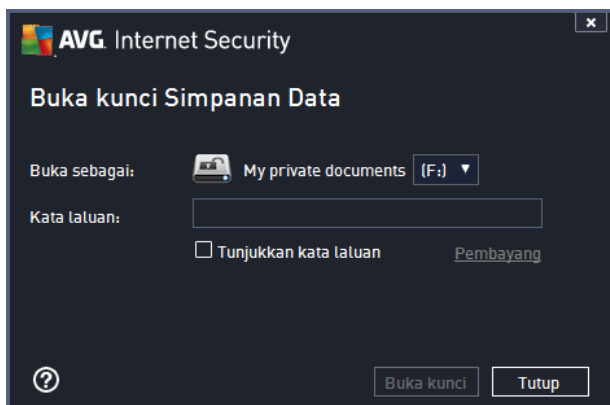 AVG. Internet Security
Buka kunci Simpanan Data
Buka sebagai: My private documents (F:)
Kata laluan:
Tunjukkan kata laluan Pembayang
Buka kunci Tutup